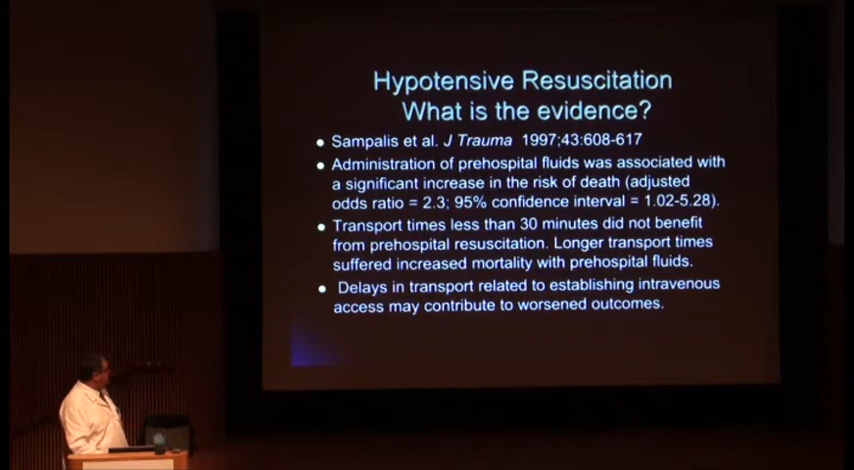 Hypotensive Resuscitation
What is the evidence?
• Sampalis et al. J Trauma 1997;43:608-617
• Administration of prehospital fluids was associated with
a significant increase in the risk of death (adjusted
odds ratio = 2.3; 95% confidence interval = 1.02-5.28).
• Transport times less than 30 minutes did not benefit
from prehospital resuscitation. Longer transport times
suffered increased mortality with prehospital fluids.
• Delays in transport related to establishing intravenous
access may contribute to worsened outcomes.